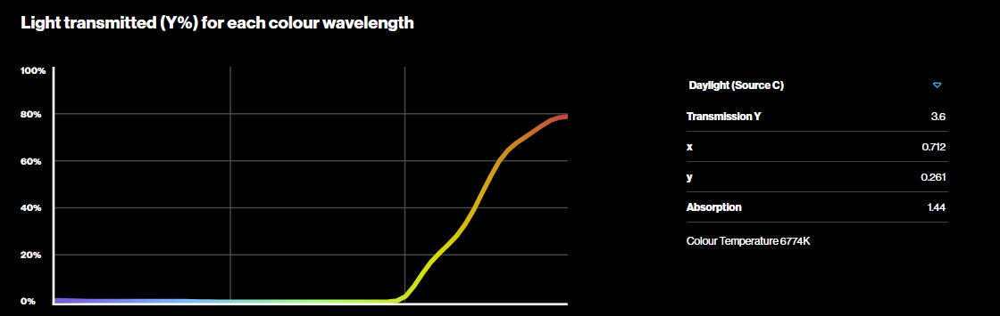 Light transmitted (Y%) for each colour wavelength
100%
80%
60%
40%
20%
0%
Daylight (Source C)
Transmission Y 3.6
x 0.712
y 0.261
Absorption 1.44
Colour Temperature 6774K